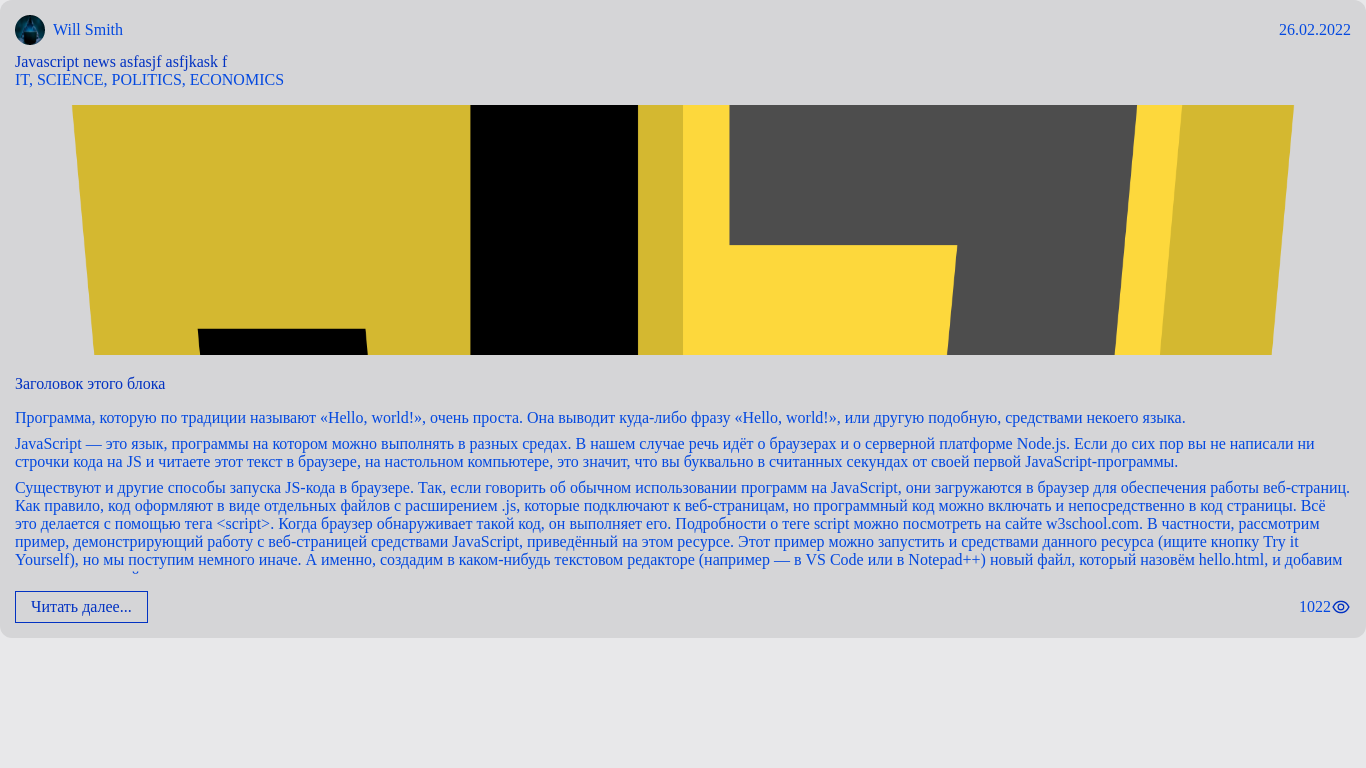 Will Smith
26.02.2022
Javascript news asfasjf asfjkask f
IT, SCIENCE, POLITICS, ECONOMICS
Заголовок этого блока
Программа, которую по традиции называют «Hello, world!», очень проста. Она выводит куда-либо фразу «Hello, world!», или другую подобную, средствами некоего языка.
JavaScript — это язык, программы на котором можно выполнять в разных средах. В нашем случае речь идёт о браузерах и о серверной платформе Node.js. Если до сих пор вы не написали ни
строчки кода на JS и читаете этот текст в браузере, на настольном компьютере, это значит, что вы буквально в считанных секундах от своей первой JavaScript-программы.
Существуют и другие способы запуска JS-кода в браузере. Так, если говорить об обычном использовании программ на JavaScript, они загружаются в браузер для обеспечения работы веб-страниц.
Как правило, код оформляют в виде отдельных файлов с расширением .js, которые подключают к веб-страницам, но программный код можно включать и непосредственно в код страницы. Всё
это делается с помощью тега <script>. Когда браузер обнаруживает такой код, он выполняет его. Подробности о теге script можно посмотреть на сайте w3school.com. В частности, рассмотрим
пример, демонстрирующий работу с веб-страницей средствами JavaScript, приведённый на этом ресурсе. Этот пример можно запустить и средствами данного ресурса (ищите кнопку Try it
Yourself), но мы поступим немного иначе. А именно, создадим в каком-нибудь текстовом редакторе (например — в VS Code или в Notepad++) новый файл, который назовём hello.html, и добавим
Читать далее...
1022